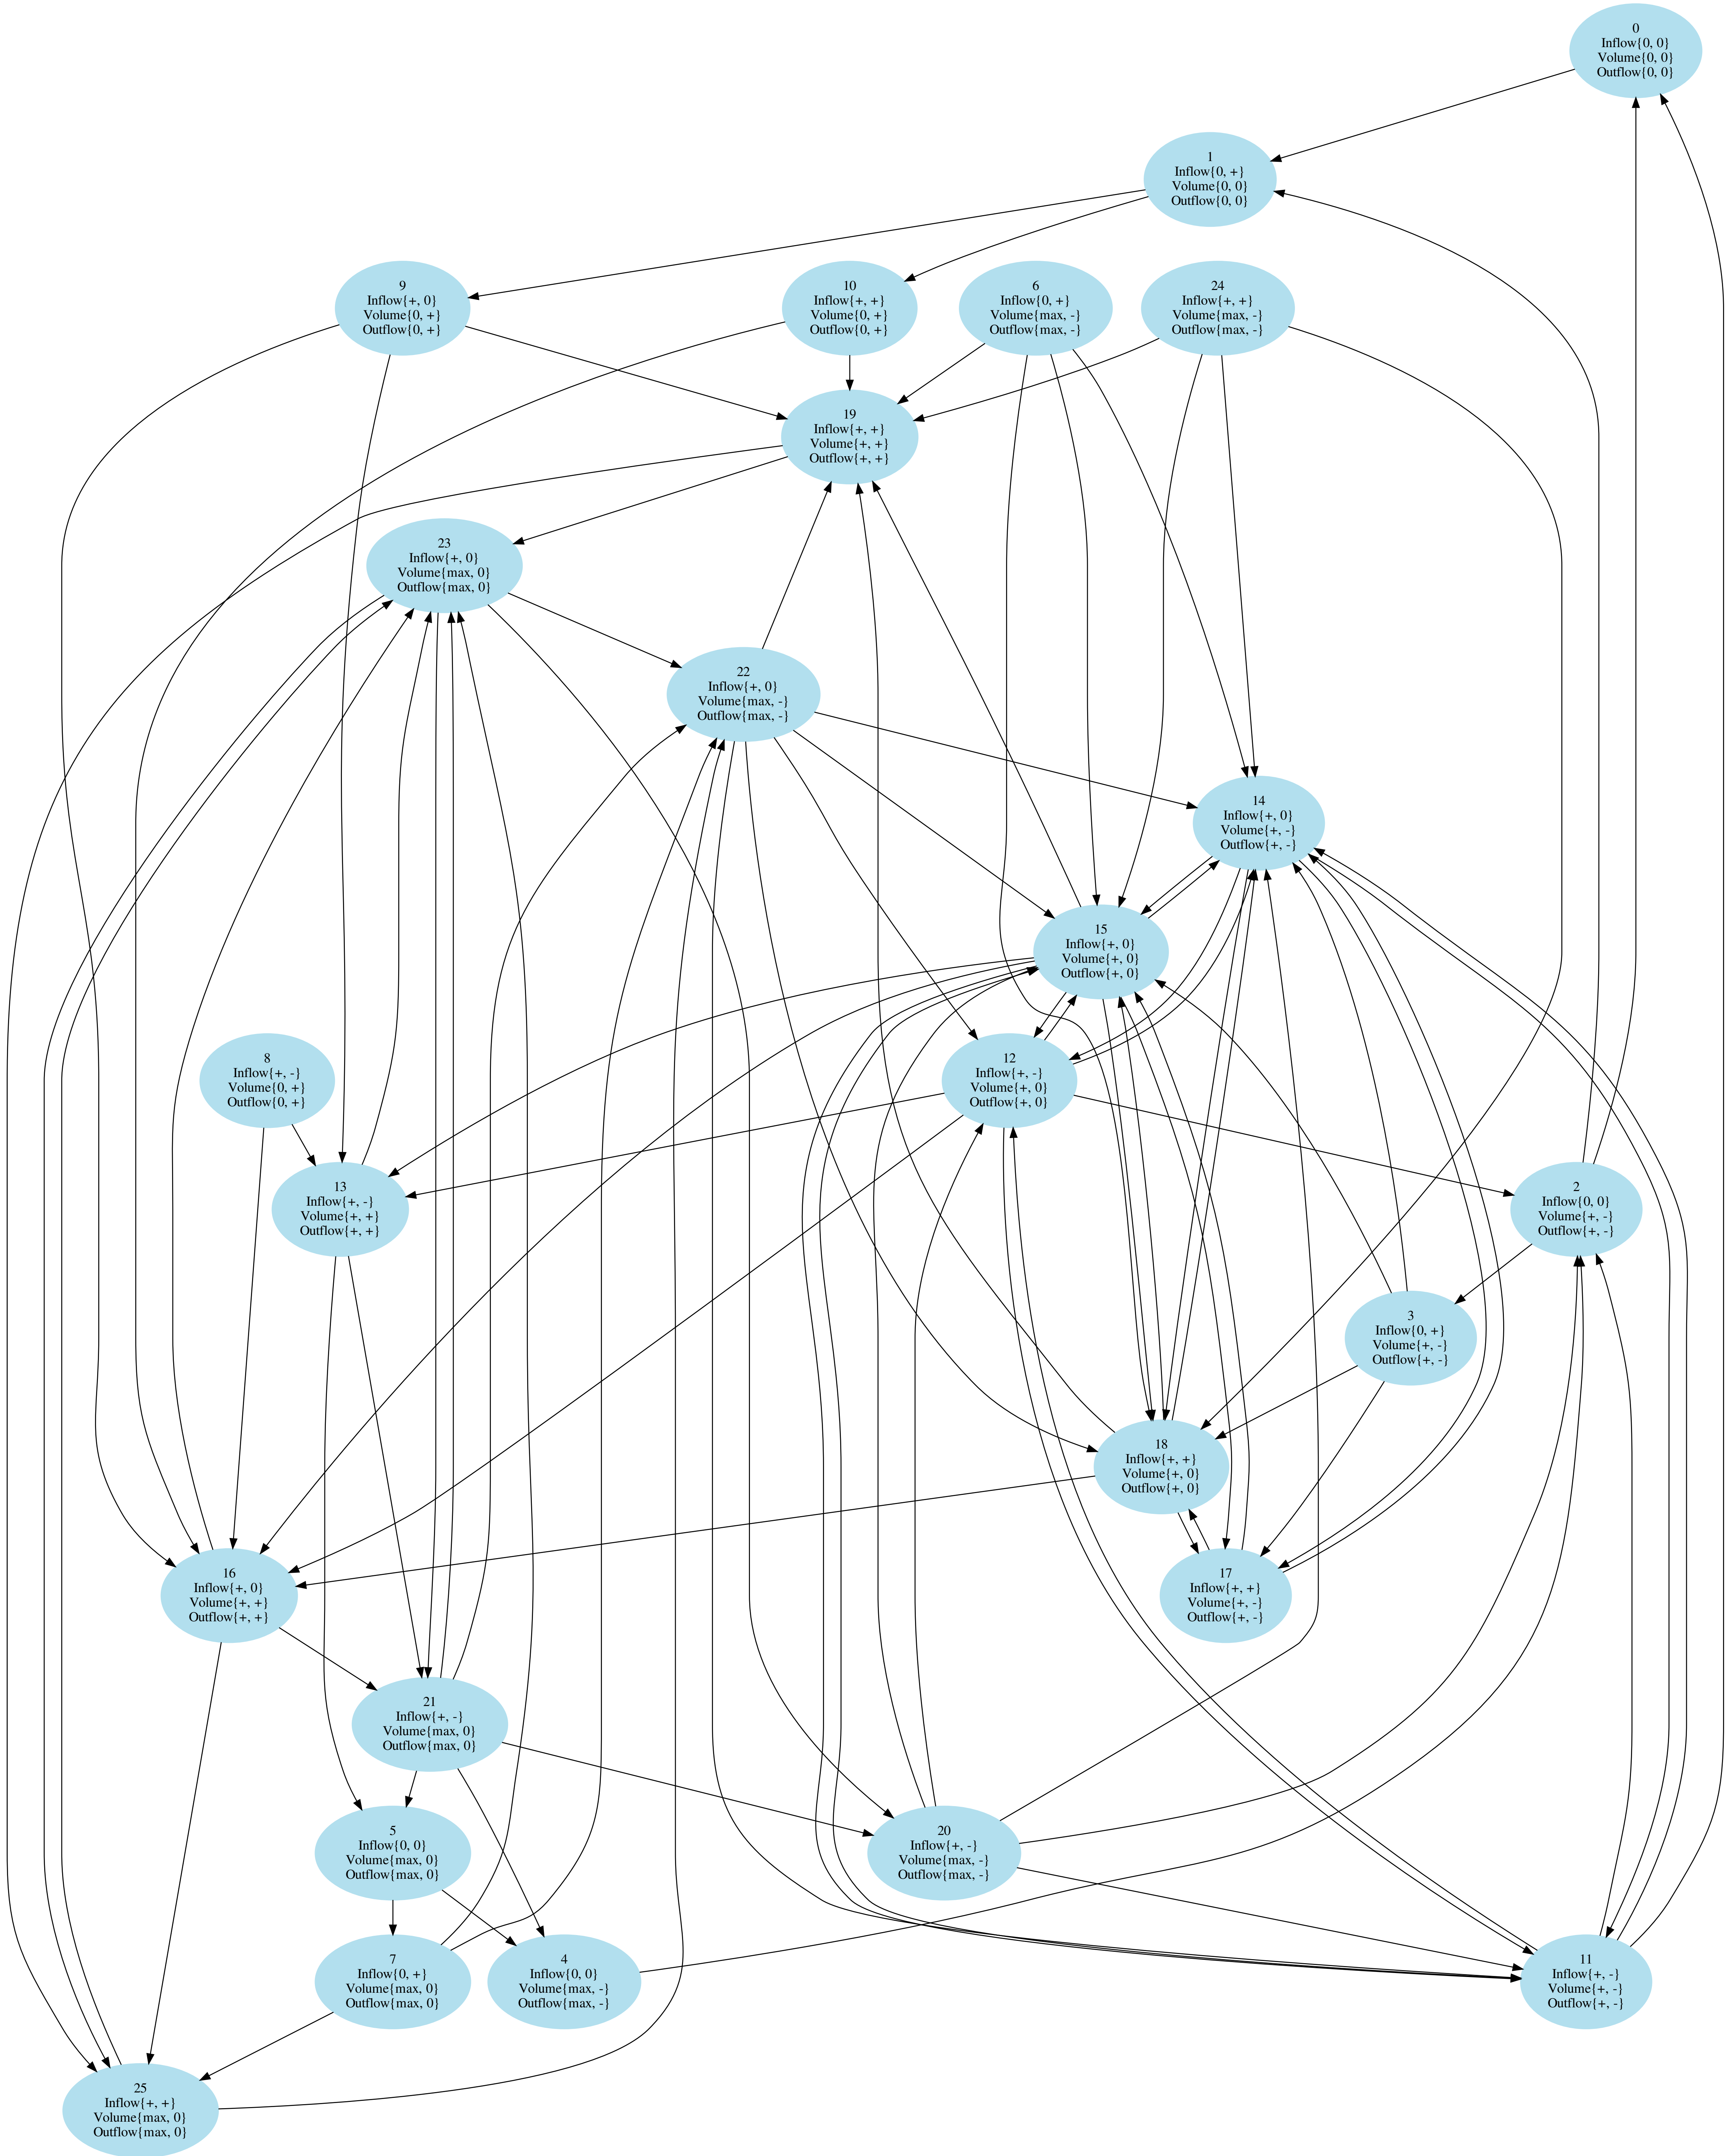 0
Inflow{0, 0}
Volume{0, 0}
Outflow{0, 0}
1
Inflow{0, +}
Volume{0, 0}
Outflow{0, 0}
9
Inflow{+, 0}
Volume{0, +}
Outflow{0, +}
10
Inflow{+, +}
Volume{0, +}
Outflow{0, +}
6
Inflow{0, +}
Volume{max, -}
Outflow{max, -}
24
Inflow{+, +}
Volume{max, -}
Outflow{max, -}
19
Inflow{+, +}
Volume{+, +}
Outflow{+, +}
23
Inflow{+, 0}
Volume{max, 0}
Outflow{max, 0}
22
Inflow{+, 0}
Volume{max, -}
Outflow{max, -}
14
Inflow{+, 0}
Volume{+, -}
Outflow{+, -}
15
Inflow{+, 0}
Volume{+, 0}
Outflow{+, 0}
8
Inflow{+, -}
Volume{0, +}
Outflow{0, +}
12
Inflow{+, -}
Volume{+, 0}
Outflow{+, 0}
13
Inflow{+, -}
Volume{+, +}
Outflow{+, +}
2
Inflow{0, 0}
Volume{+, -}
Outflow{+, -}
3
Inflow{0, +}
Volume{+, -}
Outflow{+, -}
18
Inflow{+, +}
Volume{+, 0}
Outflow{+, 0}
16
Inflow{+, 0}
Volume{+, +}
Outflow{+, +}
17
Inflow{+, +}
Volume{+, -}
Outflow{+, -}
21
Inflow{+, -}
Volume{max, 0}
Outflow{max, 0}
5
Inflow{0, 0}
Volume{max, 0}
Outflow{max, 0}
20
Inflow{+, -}
Volume{max, -}
Outflow{max, -}
7
Inflow{0, +}
Volume{max, 0}
Outflow{max, 0}
4
Inflow{0, 0}
Volume{max, -}
Outflow{max, -}
11
Inflow{+, -}
Volume{+, -}
Outflow{+, -}
25
Inflow{+, +}
Volume{max, 0}
Outflow{max, 0}